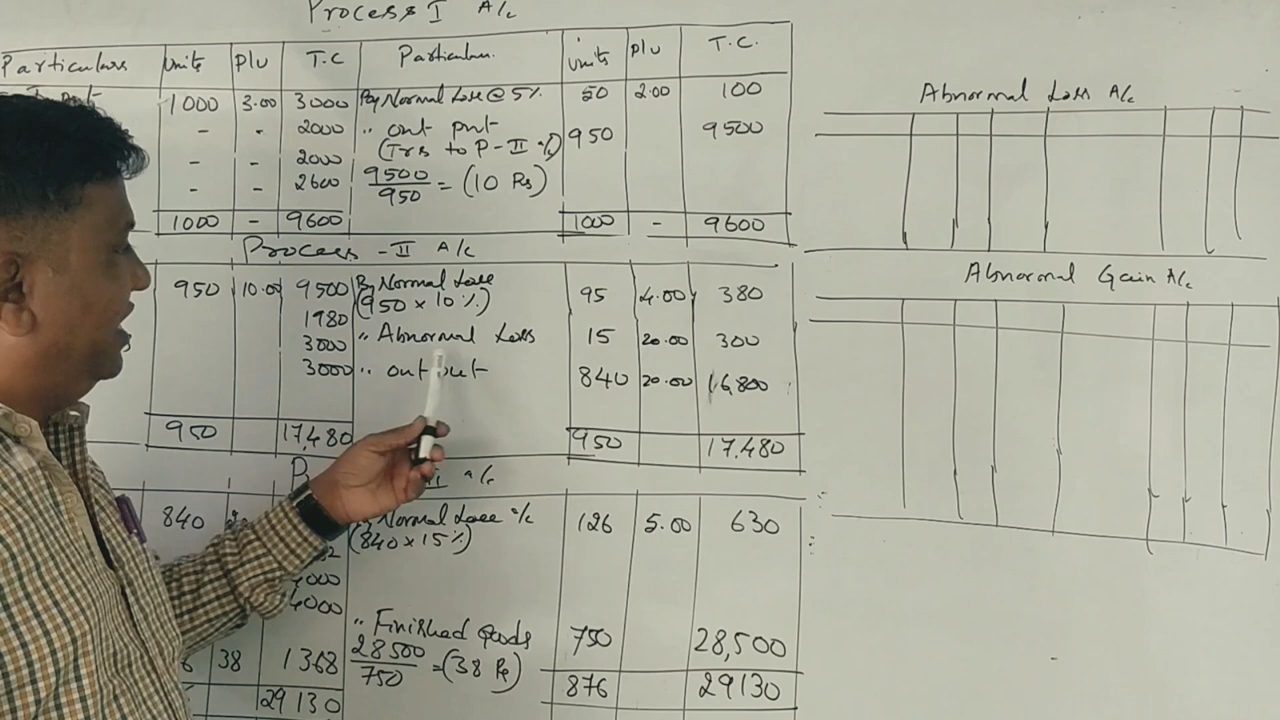 Process I A/c
Particulars Units P/U T.C Particulars. Units P/U T.C.
1000 3.00 3000 By Normal Loss @ 5% 50 2.00 100
- - 2000 " out put 950 9500
(Trs to P-II A/c)
- - 2000
- - 2600 9500/950 = (10 Rs)
1000 - 9600 1000 - 9600
Process - II A/c
950 10.00 9500 By Normal Loss 95 4.00 380
(950 x 10%)
1980
3000 " Abnormal Loss 15 20.00 300
3000 " out put 840 20.00 16,800
950 17,480 950 17.480
A/c
840 Normal Loss A/c 126 5.00 630
(840 x 15%)
4000
" Finished Goods 750 28,500
38 1368 28500/750 = (38 Rs)
29130 876 29130
Abnormal Loss A/c
Abnormal Gain A/c